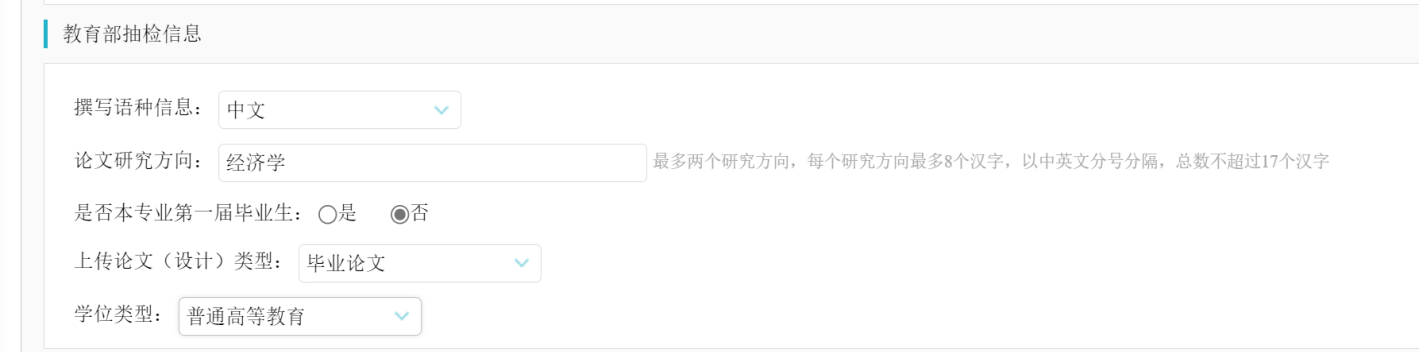 教育部抽检信息
撰写语种信息： 中文
论文研究方向： 经济学 最多两个研究方向，每个研究方向最多8个汉字，以中英文分号分隔，总数不超过17个汉字
是否本专业第一届毕业生： 是 否
上传论文（设计）类型： 毕业论文
学位类型： 普通高等教育